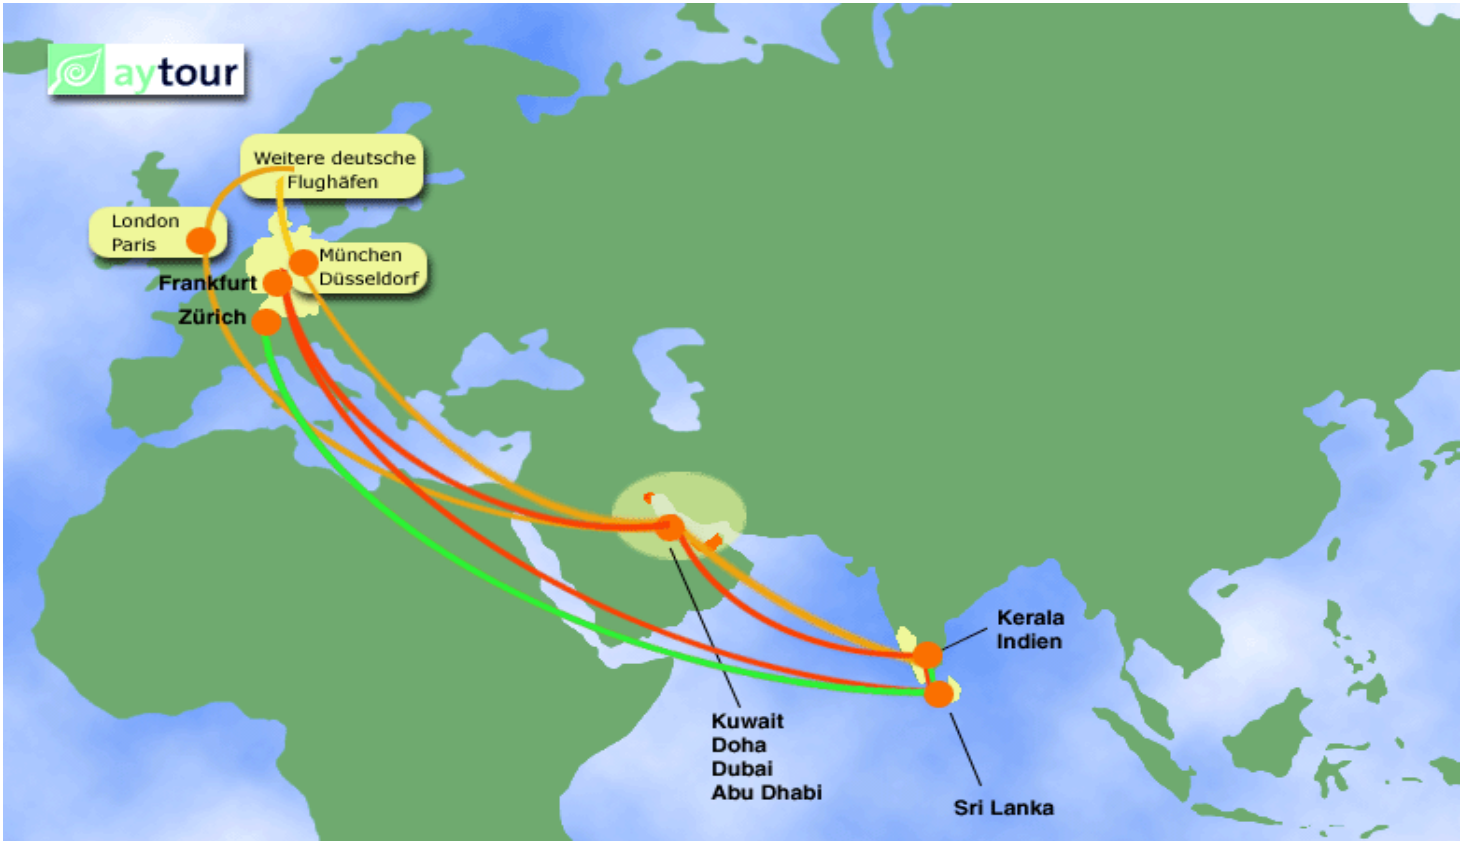 aytour
Weitere deutsche
Flughäfen
London
Paris
München
Düsseldorf
Frankfurt
Zürich
Kerala
Indien
Kuwait
Doha
Dubai
Abu Dhabi
Sri Lanka